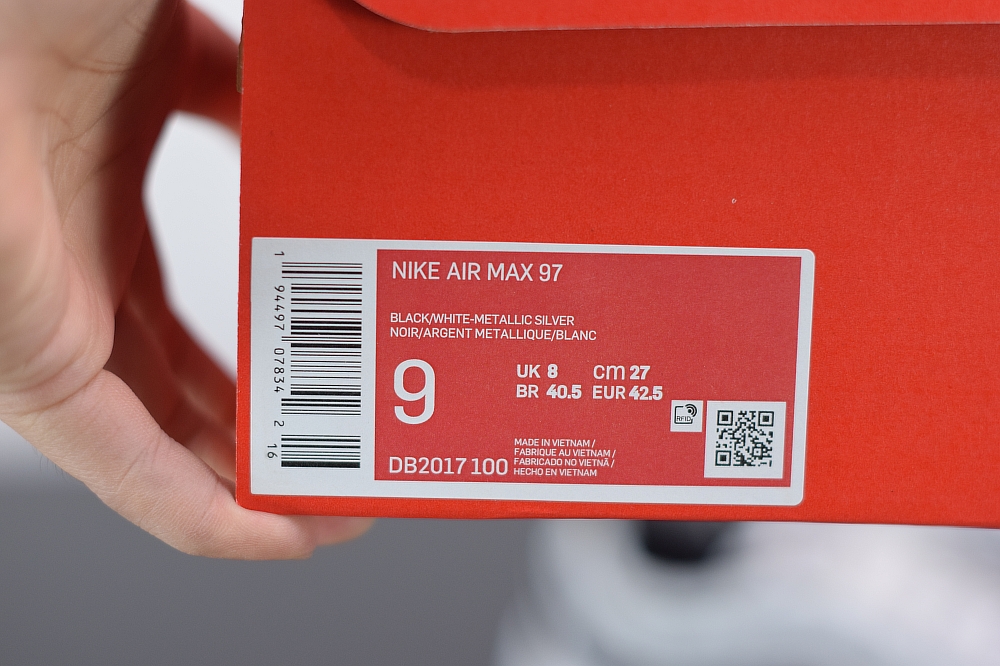 NIKE AIR MAX 97
BLACK/WHITE-METALLIC SILVER
NOIR/ARGENT METALLIQUE/BLANC
9
UK 8 cm 27
BR 40.5 EUR 42.5
RFID
DB2017 100
MADE IN VIETNAM /
FABRIQUE AU VIETNAM /
FABRICADO NO VIETNÃ /
HECHO EN VIETNAM
1 94497 07834 2 16